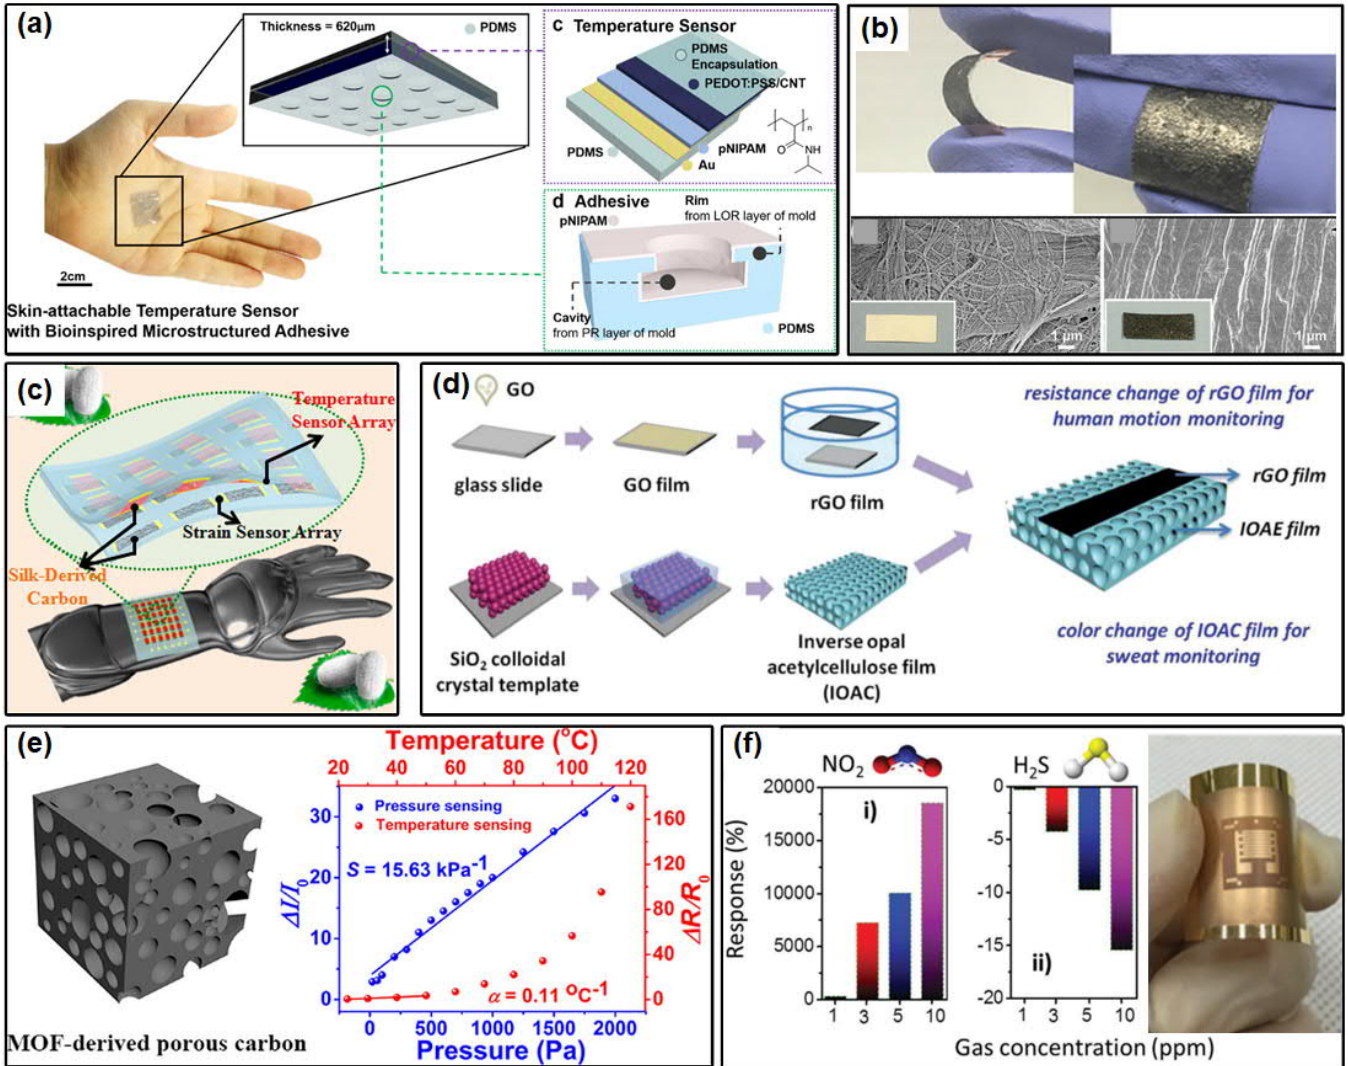 (a)
Thickness = 620µm
PDMS
2cm
Skin-attachable Temperature Sensor
with Bioinspired Microstructured Adhesive
c Temperature Sensor
PDMS
Encapsulation
PEDOT:PSS/CNT
PDMS
pNIPAM
Au
n
O
NH
d Adhesive
pNIPAM
Rim
from LOR layer of mold
Cavity
from PR layer of mold
PDMS
(b)
1 µm
1 µm
(c)
Temperature
Sensor Array
Strain Sensor Array
Silk-Derived
Carbon
(d)
GO
glass slide
GO film
rGO film
SiO2 colloidal
crystal template
Inverse opal
acetylcellulose film
(IOAC)
resistance change of rGO film for
human motion monitoring
rGO film
IOAE film
color change of IOAC film for
sweat monitoring
(e)
MOF-derived porous carbon
Temperature (°C)
20 40 60 80 100 120
Pressure sensing
Temperature sensing
S = 15.63 kPa-1
α = 0.11 °C-1
ΔI/I0
30
20
10
0
ΔR/R0
160
120
80
40
0
0 500 1000 1500 2000
Pressure (Pa)
(f)
NO2
i)
Response (%)
20000
15000
10000
5000
0
1 3 5 10
H2S
ii)
0
-5
-10
-15
-20
1 3 5 10
Gas concentration (ppm)